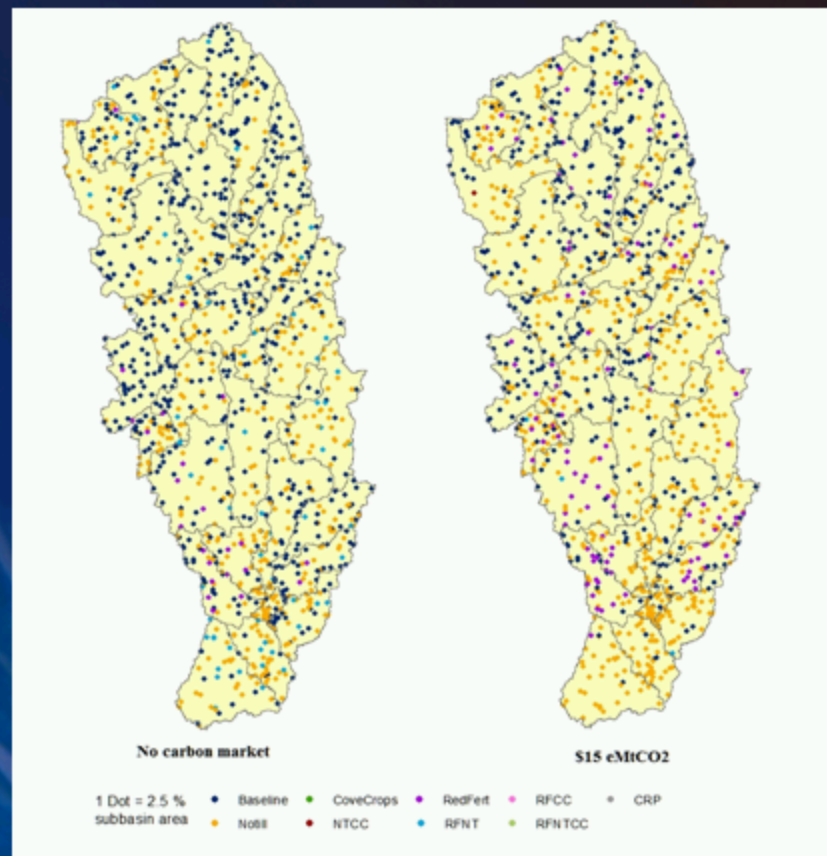 No carbon market
$15 eMtCO2
1 Dot = 2.5 %
subbasin area
Baseline CoveCrops RedFert RFCC CRP
Notill NTCC RFNT RFNTCC